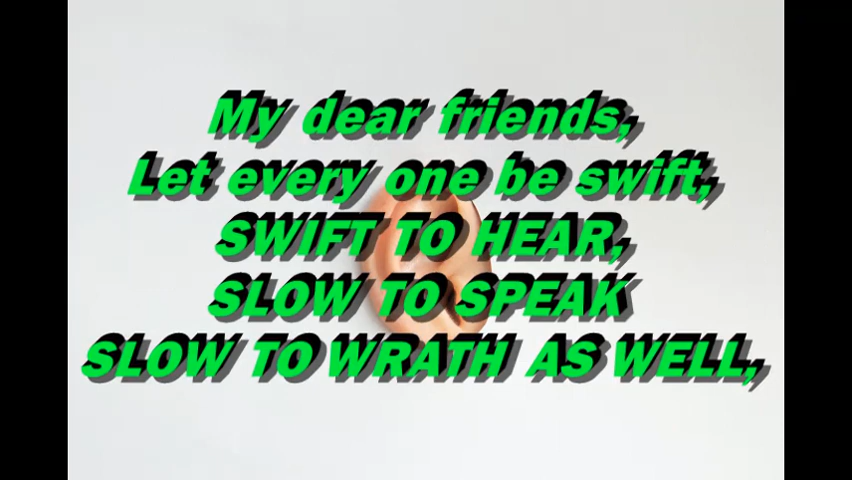 My dear friends,
Let every one be swift,
SWIFT TO HEAR,
SLOW TO SPEAK
SLOW TO WRATH AS WELL,